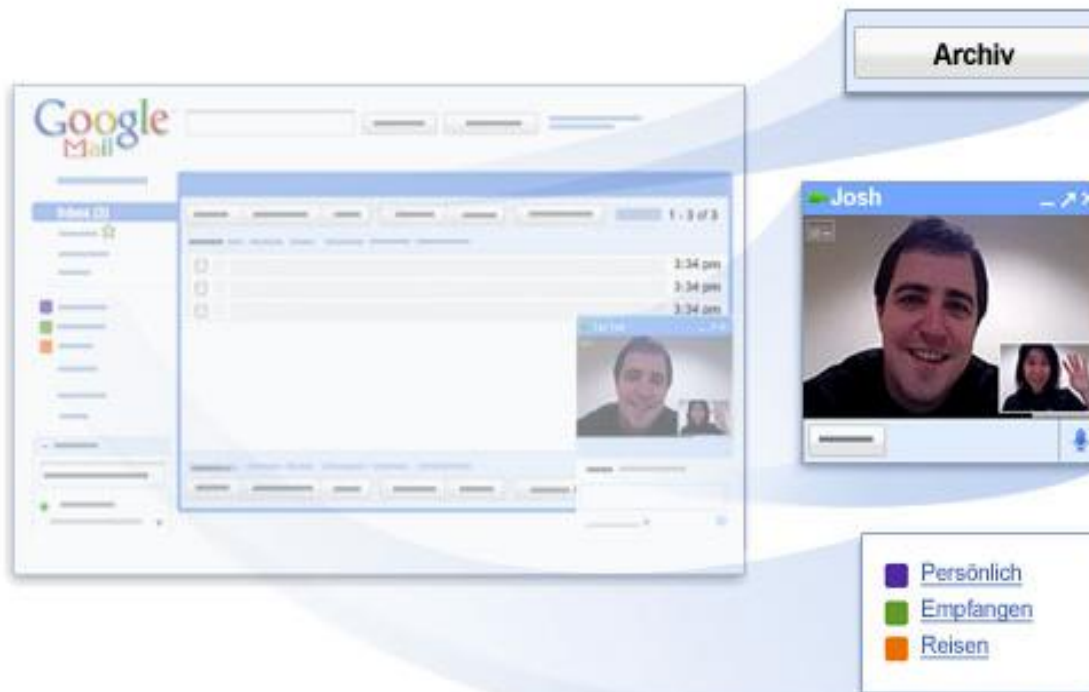 Archiv
Google
Mail
Inbox (3)
1 - 3 of 3
3:34 pm
3:34 pm
3:34 pm
Josh
Persönlich
Empfangen
Reisen